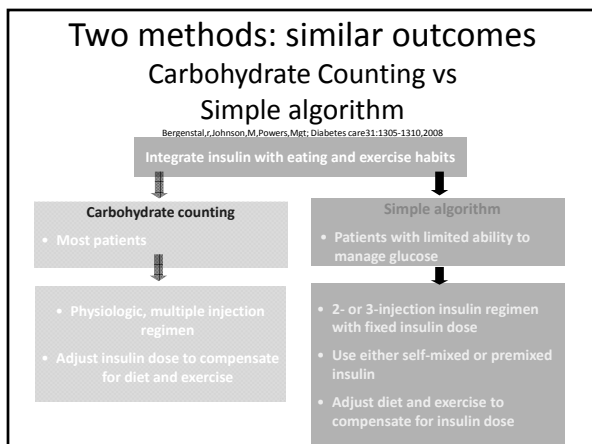 Two methods: similar outcomes
Carbohydrate Counting vs
Simple algorithm
Bergenstal,r,Johnson,M,Powers,Mgt; Diabetes care31:1305-1310,2008
Integrate insulin with eating and exercise habits
Carbohydrate counting
• Most patients
• Physiologic, multiple injection
regimen
• Adjust insulin dose to compensate
for diet and exercise
Simple algorithm
• Patients with limited ability to
manage glucose
• 2- or 3-injection insulin regimen
with fixed insulin dose
• Use either self-mixed or premixed
insulin
• Adjust diet and exercise to
compensate for insulin dose